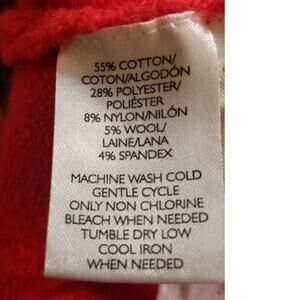 55% COTTON/
COTON/ALGODÓN
28% POLYESTER/
POLIÉSTER
8% NYLON/NILÓN
5% WOOL/
LAINE/LANA
4% SPANDEX
MACHINE WASH COLD
GENTLE CYCLE
ONLY NON CHLORINE
BLEACH WHEN NEEDED
TUMBLE DRY LOW
COOL IRON
WHEN NEEDED